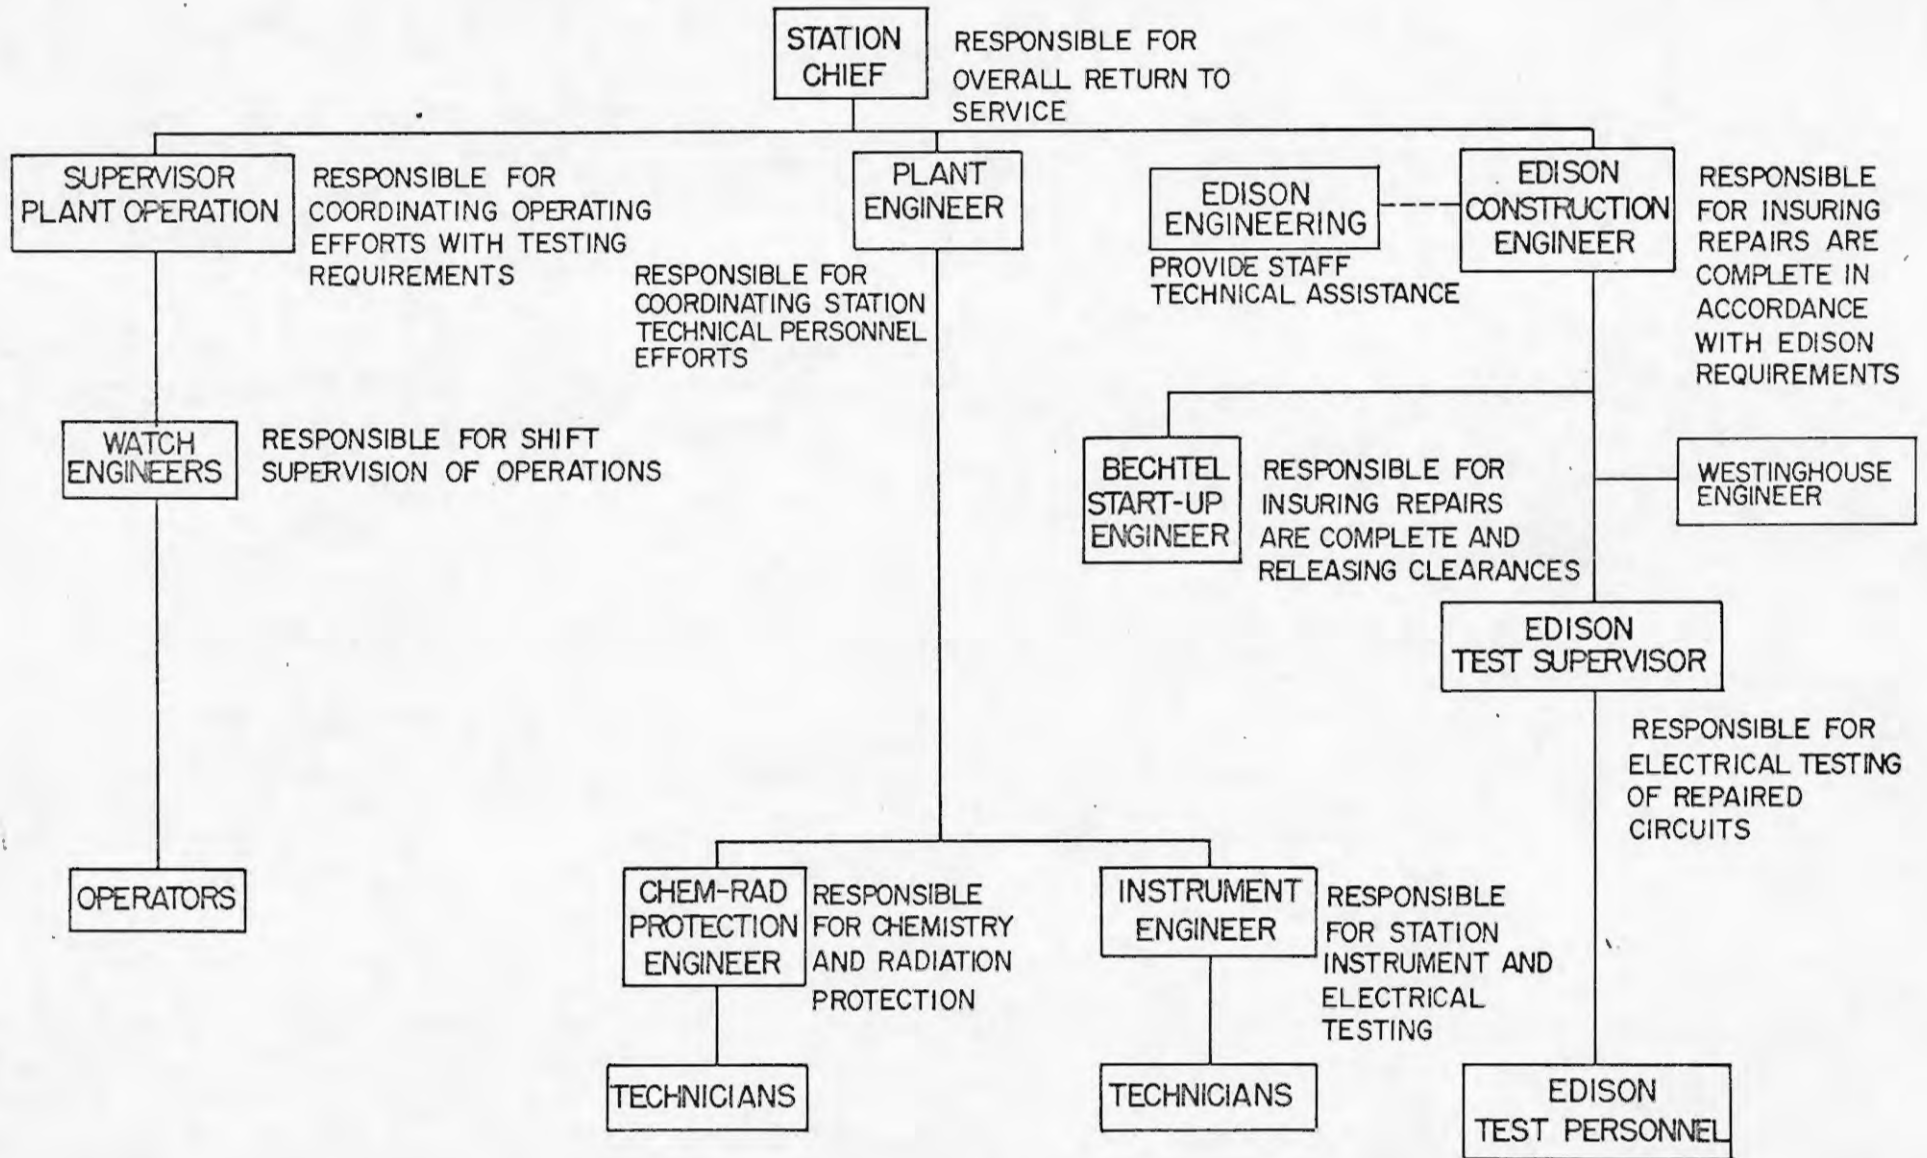 STATION
CHIEF
RESPONSIBLE FOR
OVERALL RETURN TO
SERVICE
SUPERVISOR
PLANT OPERATION
RESPONSIBLE FOR
COORDINATING OPERATING
EFFORTS WITH TESTING
REQUIREMENTS
PLANT
ENGINEER
RESPONSIBLE FOR
COORDINATING STATION
TECHNICAL PERSONNEL
EFFORTS
EDISON
ENGINEERING
PROVIDE STAFF
TECHNICAL ASSISTANCE
EDISON
CONSTRUCTION
ENGINEER
RESPONSIBLE
FOR INSURING
REPAIRS ARE
COMPLETE IN
ACCORDANCE
WITH EDISON
REQUIREMENTS
WATCH
ENGINEERS
RESPONSIBLE FOR SHIFT
SUPERVISION OF OPERATIONS
BECHTEL
START-UP
ENGINEER
RESPONSIBLE FOR
INSURING REPAIRS
ARE COMPLETE AND
RELEASING CLEARANCES
WESTINGHOUSE
ENGINEER
EDISON
TEST SUPERVISOR
RESPONSIBLE FOR
ELECTRICAL TESTING
OF REPAIRED
CIRCUITS
OPERATORS
CHEM-RAD
PROTECTION
ENGINEER
RESPONSIBLE
FOR CHEMISTRY
AND RADIATION
PROTECTION
INSTRUMENT
ENGINEER
RESPONSIBLE
FOR STATION
INSTRUMENT AND
ELECTRICAL
TESTING
TECHNICIANS
TECHNICIANS
EDISON
TEST PERSONNEL